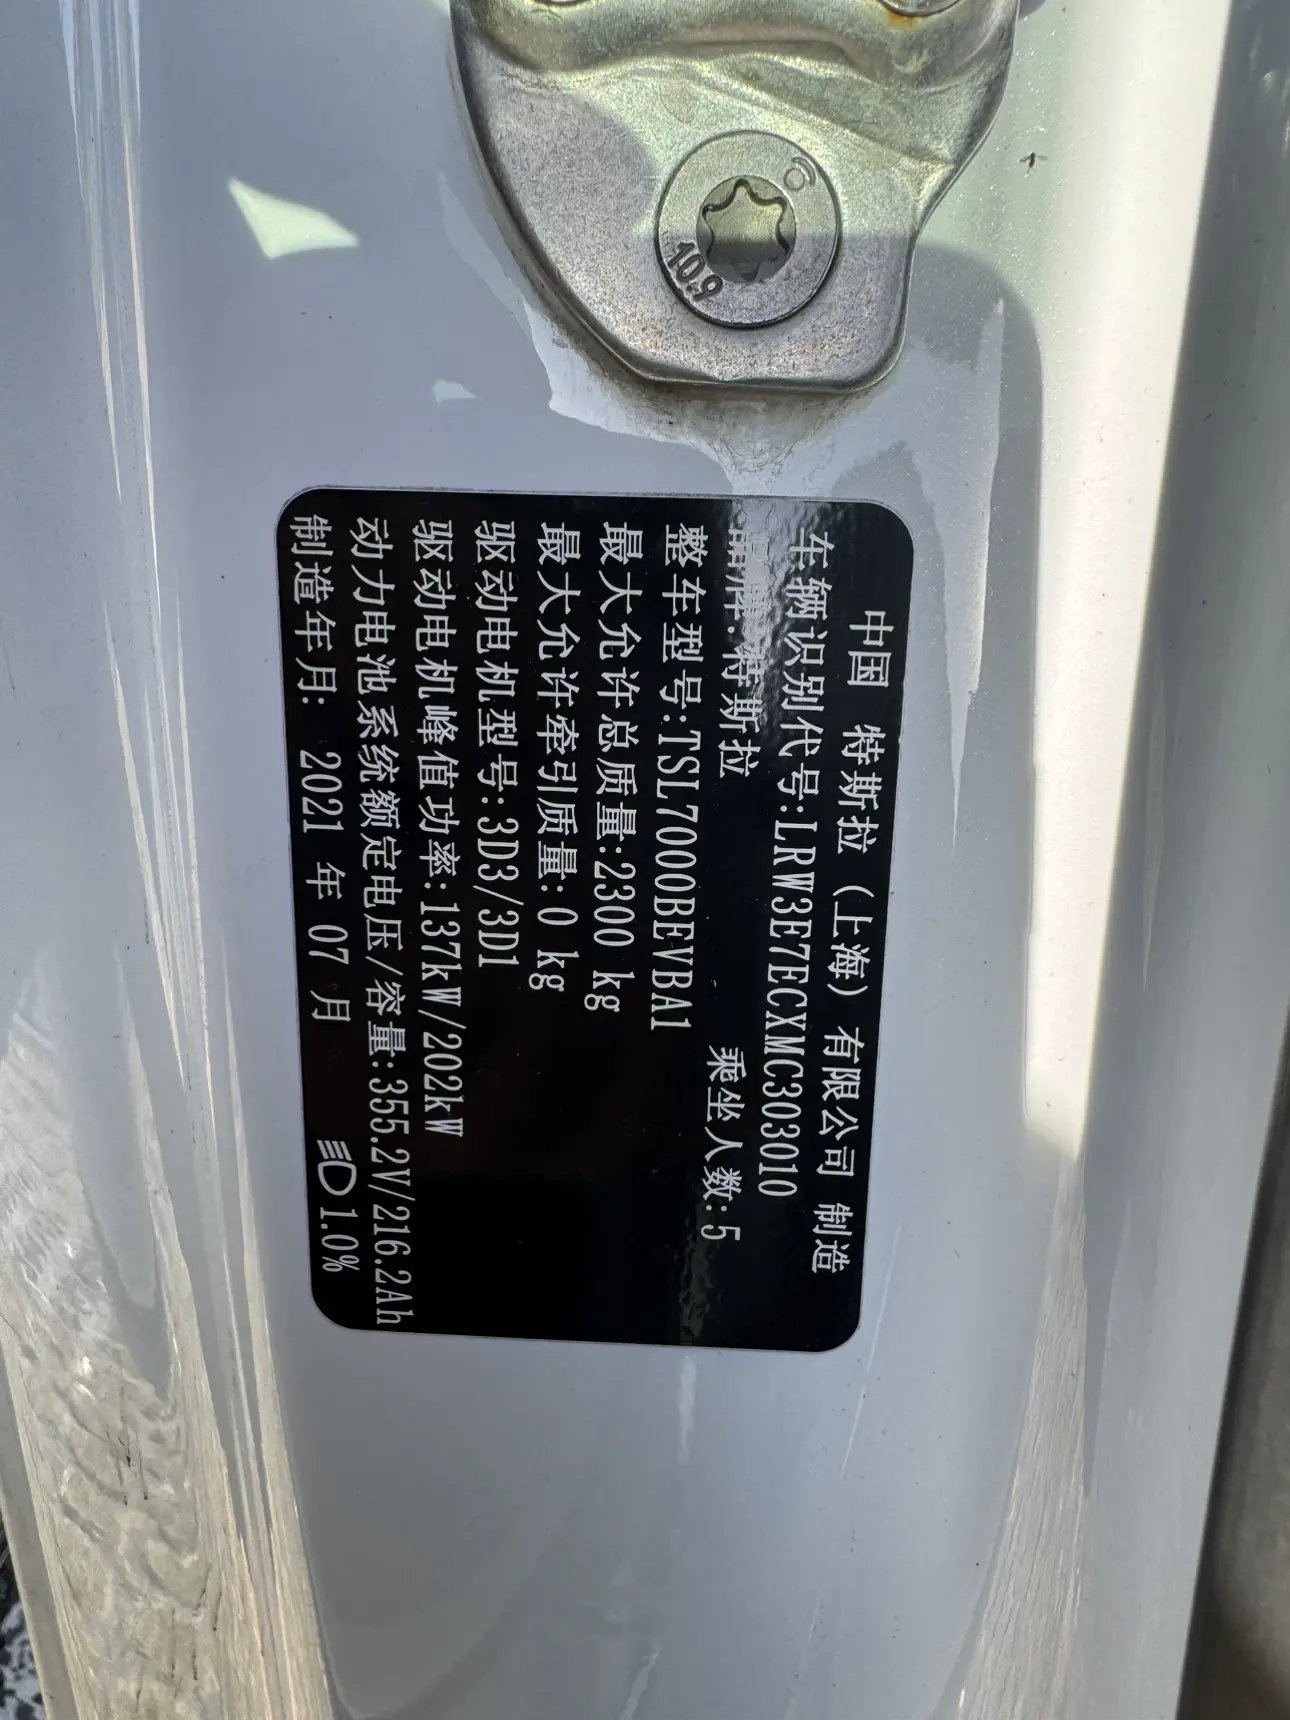 中国 特斯拉（上海）有限公司 制造
车辆识别代号:LRW3E7ECXMC303010
品牌:特斯拉 乘坐人数:5
整车型号:TSL7000BEVBA1
最大允许总质量:2300 kg
最大允许牵引质量:0 kg
驱动电机型号:3D3/3D1
驱动电机峰值功率:137kW/202kW
动力电池系统额定电压/容量:355.2V/216.2Ah
制造年月: 2021 年 07 月 1.0%
10.9